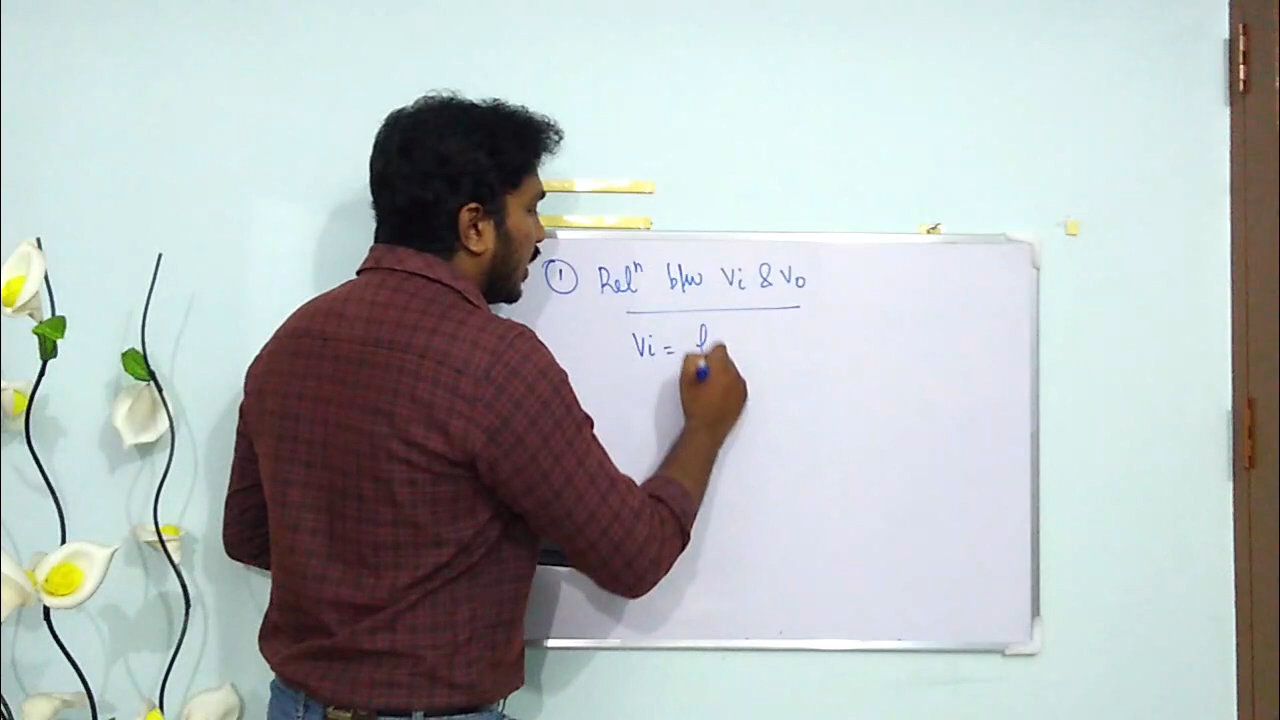 ① Relⁿ b/w Vi & Vo
Vi = f